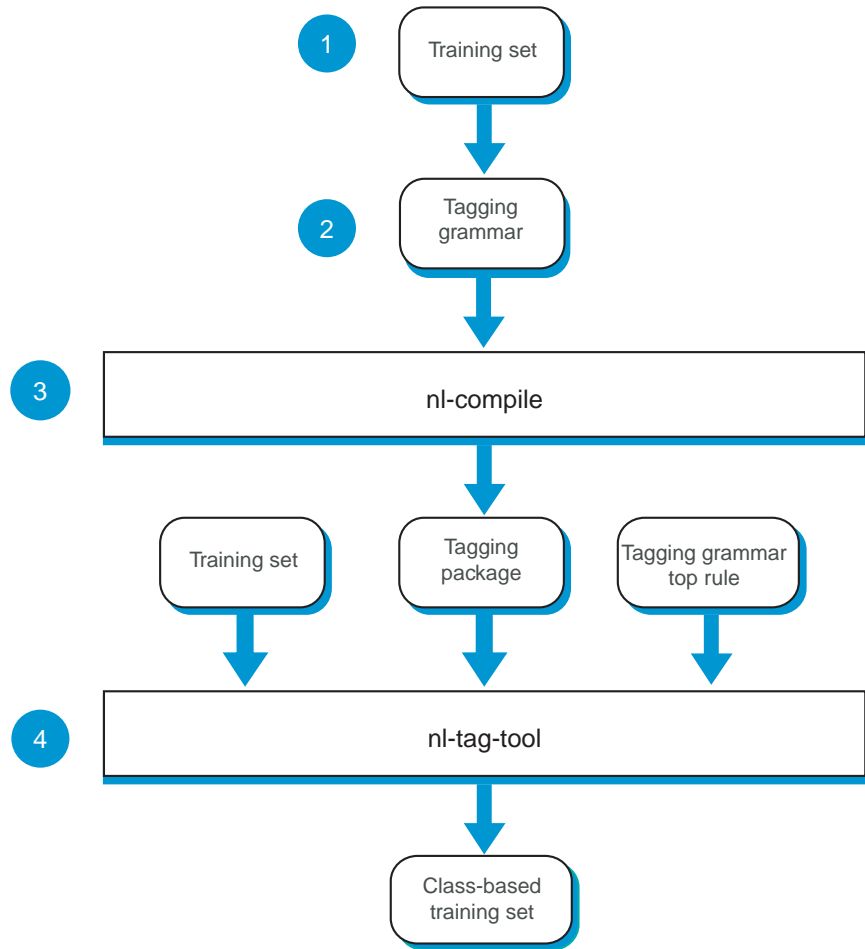 1
Training set
2
Tagging
grammar
3
nl-compile
Training set
Tagging
package
Tagging grammar
top rule
4
nl-tag-tool
Class-based
training set